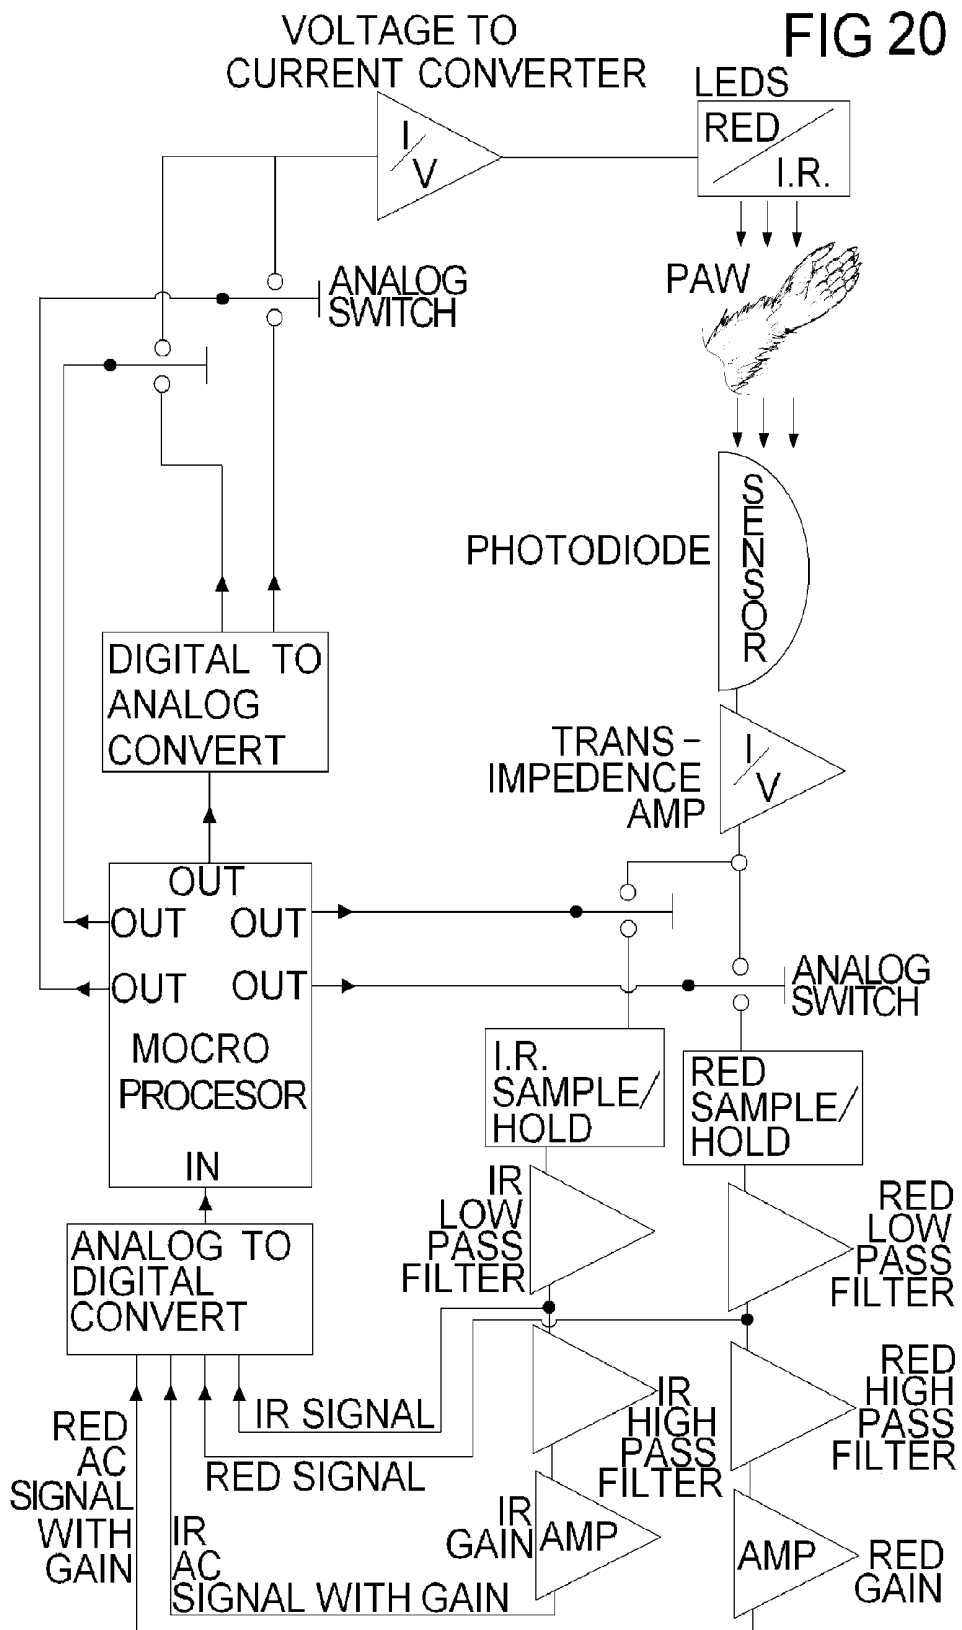 FIG 20
VOLTAGE TO
CURRENT CONVERTER
I/V
LEDS
RED/
I.R.
PAW
ANALOG
SWITCH
PHOTODIODE
SENSOR
DIGITAL TO
ANALOG
CONVERT
TRANS-
IMPEDENCE
AMP
I/V
OUT
OUT OUT
OUT OUT
MOCRO
PROCESOR
IN
ANALOG
SWITCH
I.R.
SAMPLE/
HOLD
RED
SAMPLE/
HOLD
IR
LOW
PASS
FILTER
RED
LOW
PASS
FILTER
ANALOG TO
DIGITAL
CONVERT
IR SIGNAL
RED SIGNAL
IR
HIGH
PASS
FILTER
RED
HIGH
PASS
FILTER
RED
AC
SIGNAL
WITH
GAIN
IR
AC
SIGNAL WITH GAIN
IR
GAIN
AMP
AMP
RED
GAIN